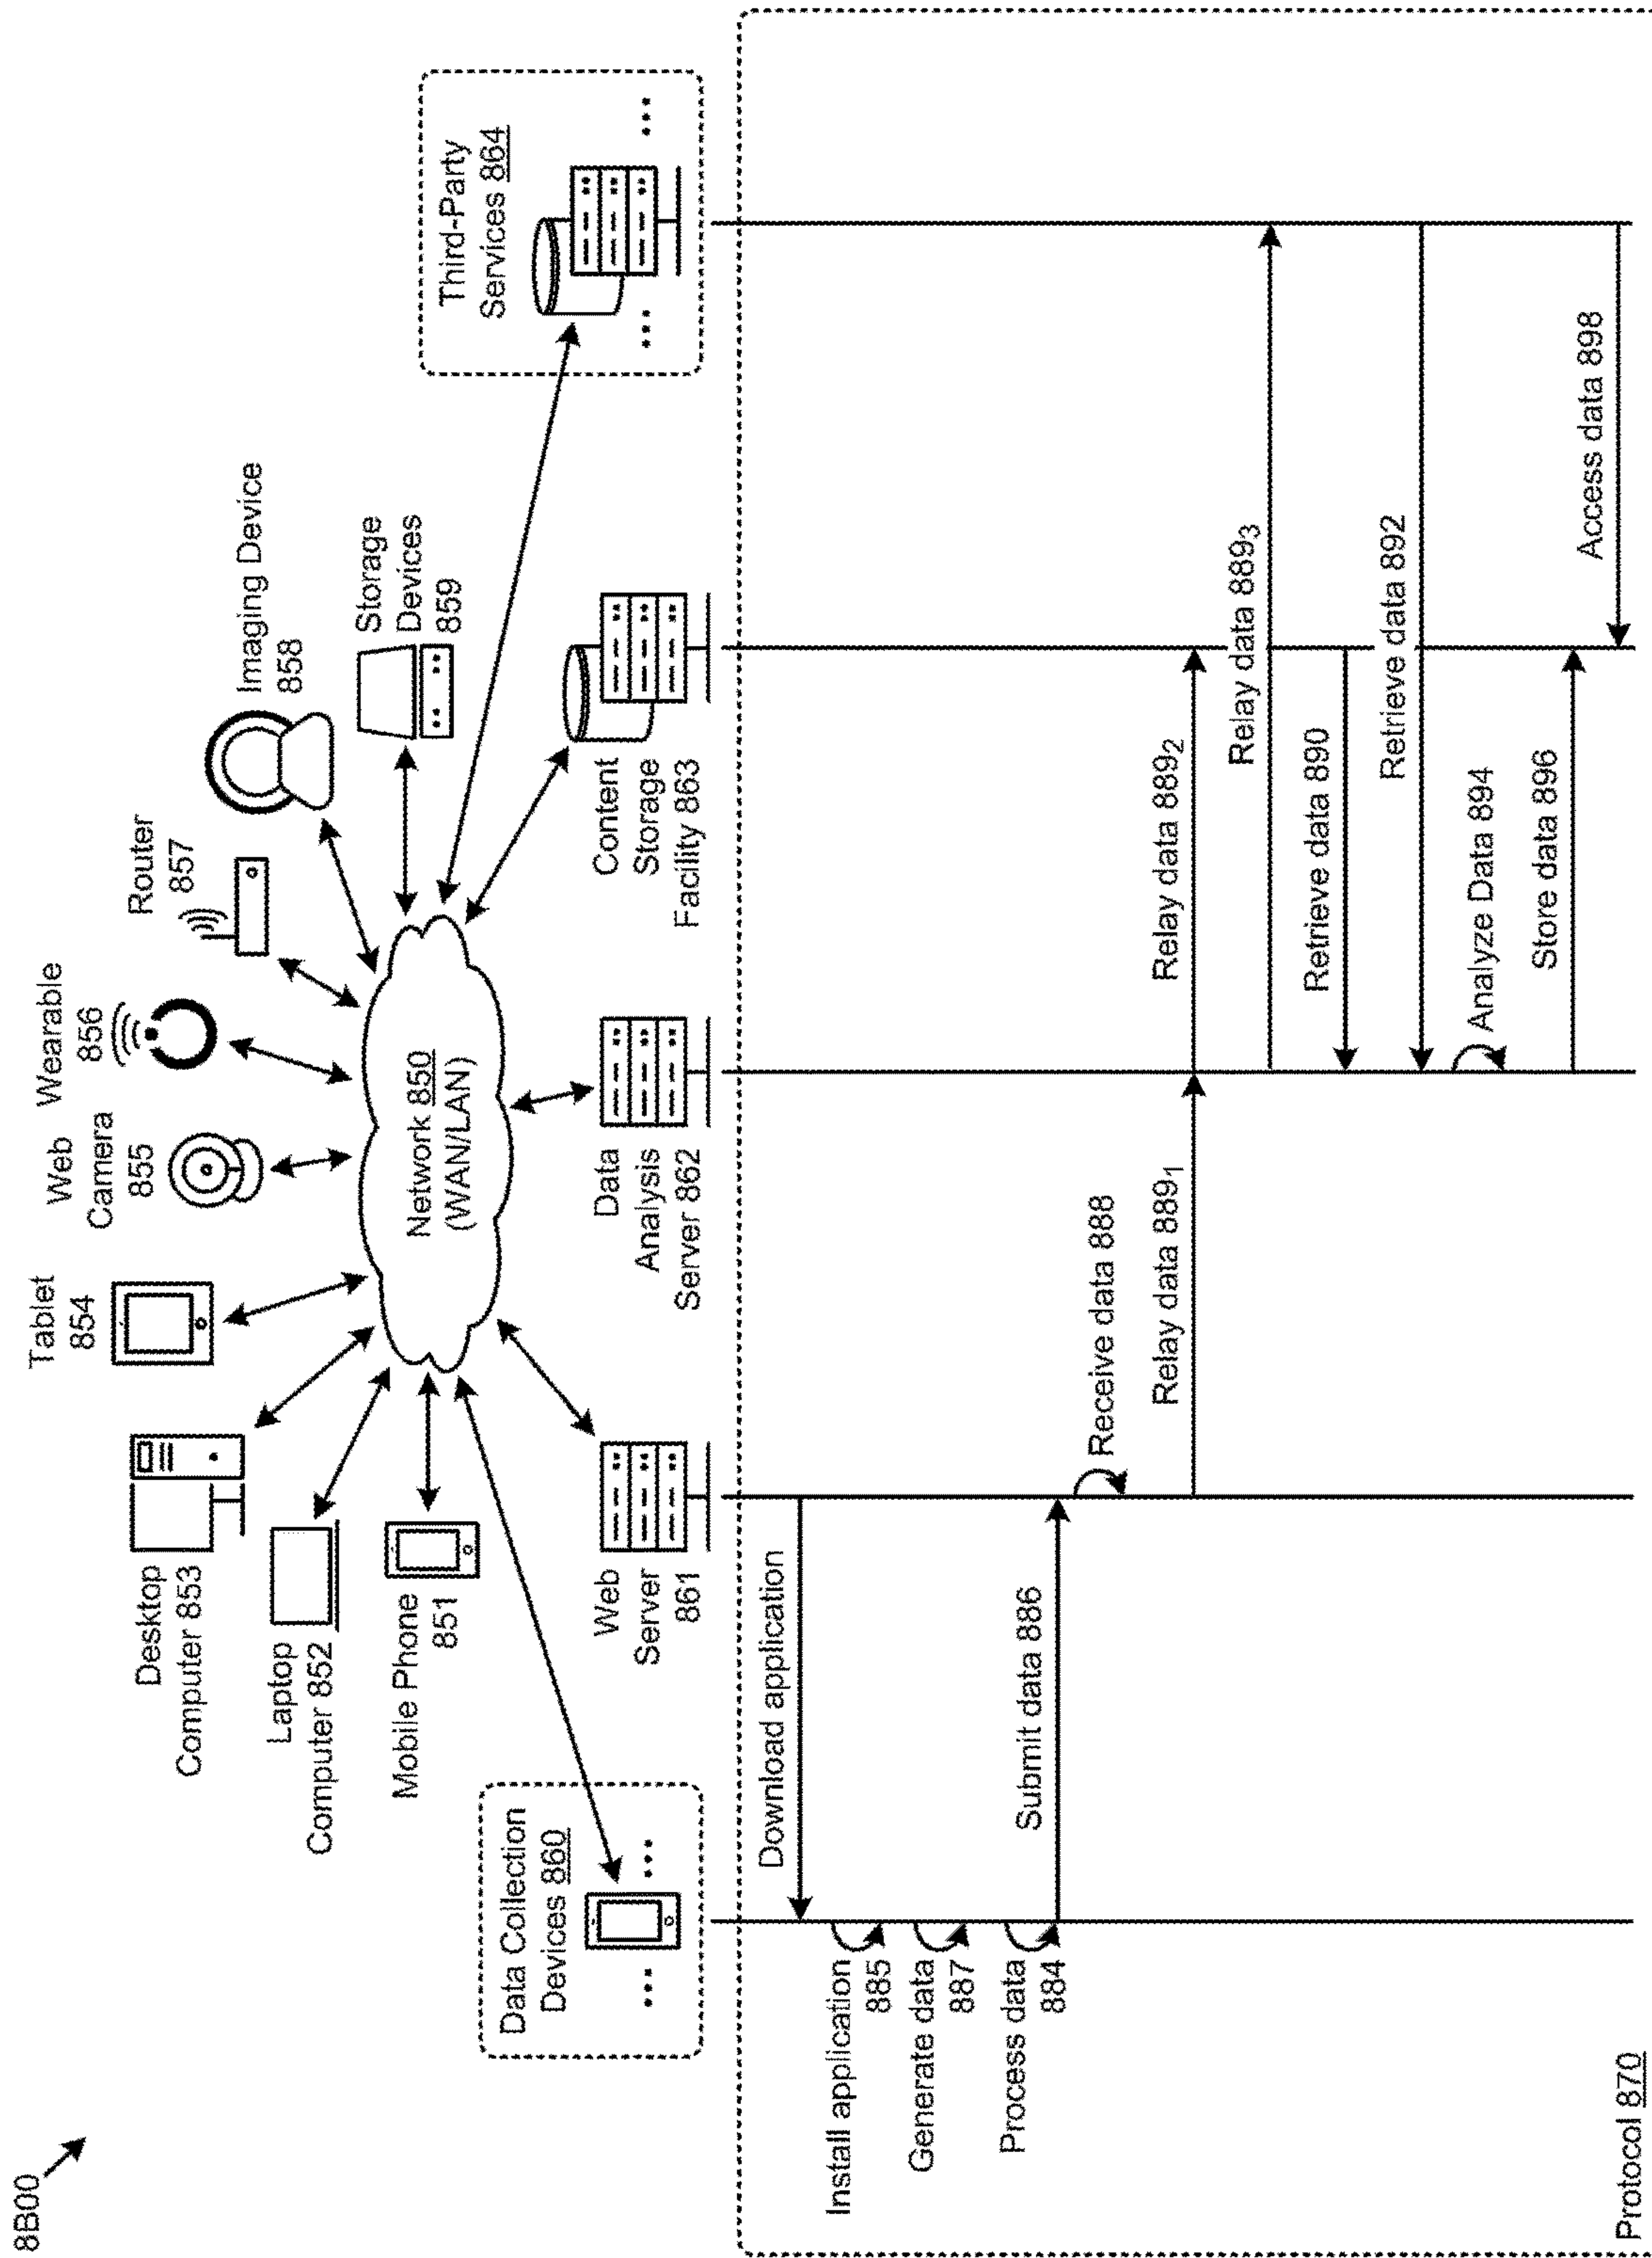 8B00
Desktop
Computer 853
Laptop
Computer 852
Mobile Phone
851
Tablet
854
Web
Camera
855
Wearable
856
Router
857
Imaging Device
858
Storage
Devices
859
Network 850
(WAN/LAN)
Data Collection
Devices 860
Web
Server
861
Data
Analysis
Server 862
Content
Storage
Facility 863
Third-Party
Services 864
Download application
Install application
885
Generate data
887
Process data
884
Submit data 886
Receive data 888
Relay data 889₁
Relay data 889₂
Relay data 889₃
Retrieve data 890
Retrieve data 892
Analyze Data 894
Store data 896
Access data 898
Protocol 870